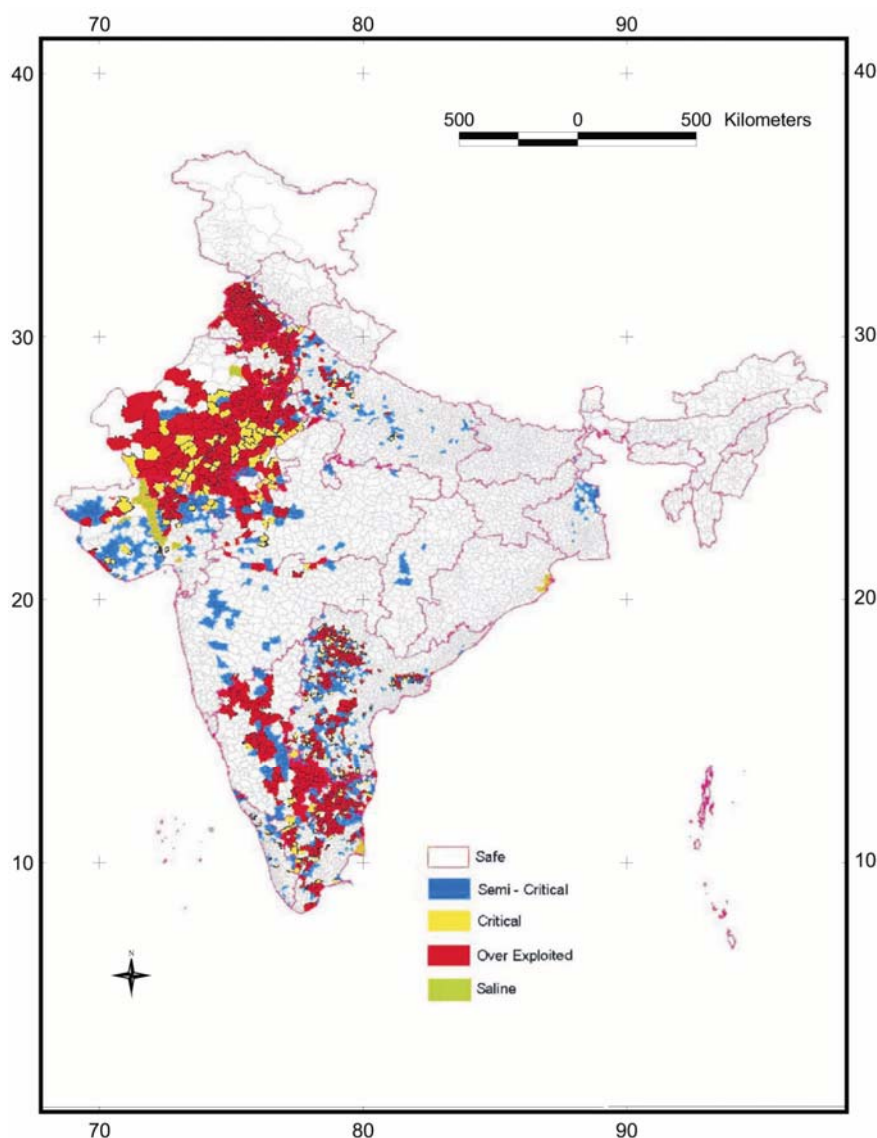 70 80 90
40 40
500 0 500 Kilometers
30 30
20 20
10 10
Safe
Semi - Critical
Critical
Over Exploited
Saline
N
70 80 90